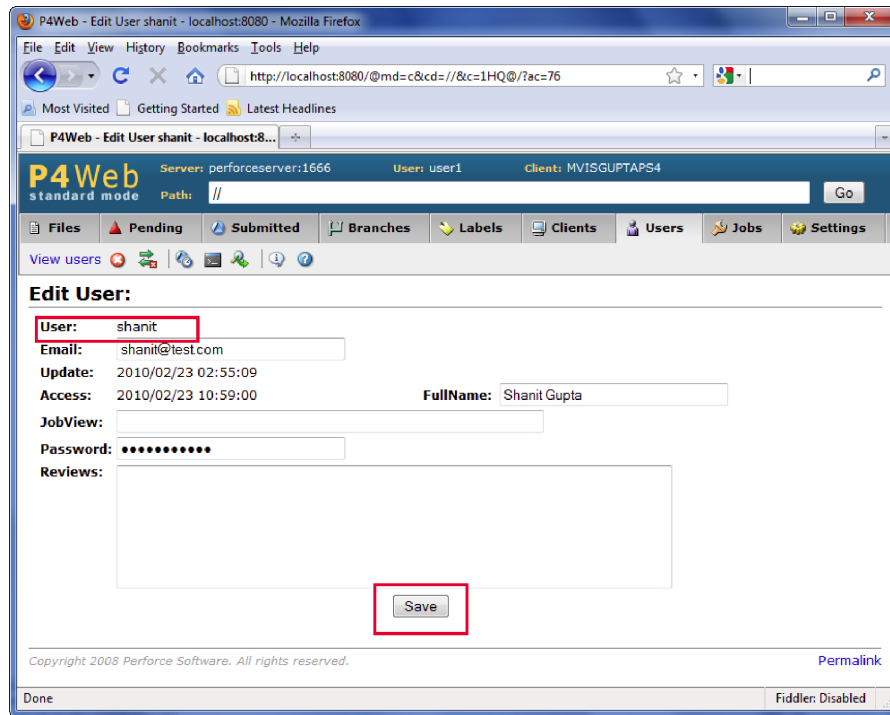 P4Web - Edit User shanit - localhost:8080 - Mozilla Firefox
File Edit View History Bookmarks Tools Help
http://localhost:8080/@md=c&cd=//&c=1HQ@/?ac=76
Most Visited Getting Started Latest Headlines
P4Web - Edit User shanit - localhost:8...
P4Web Server: perforceserver:1666 User: user1 Client: MVISGUPTAPS4
standard mode Path: // Go
Files Pending Submitted Branches Labels Clients Users Jobs Settings
View users
Edit User:
User: shanit
Email: shanit@test.com
Update: 2010/02/23 02:55:09
Access: 2010/02/23 10:59:00 FullName: Shanit Gupta
JobView:
Password: •••••••••••
Reviews:
Save
Copyright 2008 Perforce Software. All rights reserved. Permalink
Done Fiddler: Disabled